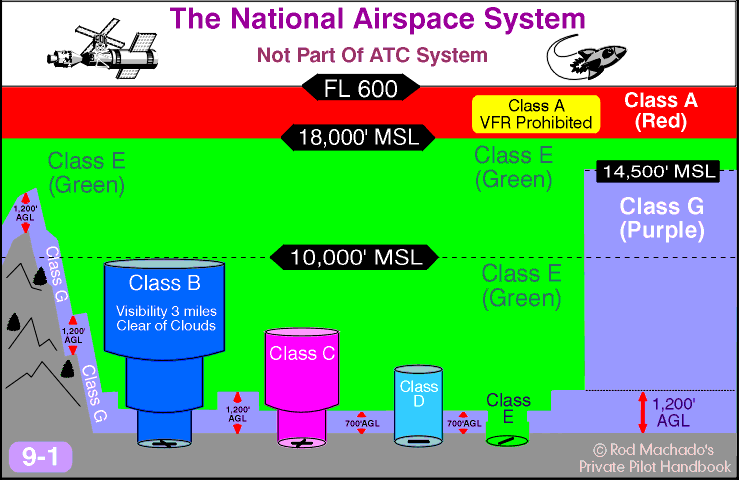 The National Airspace System
Not Part Of ATC System
FL 600
Class A
VFR Prohibited
Class A
(Red)
18,000' MSL
Class E
(Green)
Class E
(Green)
14,500' MSL
1,200'
AGL
Class G
(Purple)
Class G
10,000' MSL
Class E
(Green)
Class B
Visibility 3 miles
Clear of Clouds
1,200'
AGL
Class C
Class G
Class
D
Class
E
1,200'
AGL
700'AGL
700'AGL
1,200'
AGL
9-1
© Rod Machado's
Private Pilot Handbook